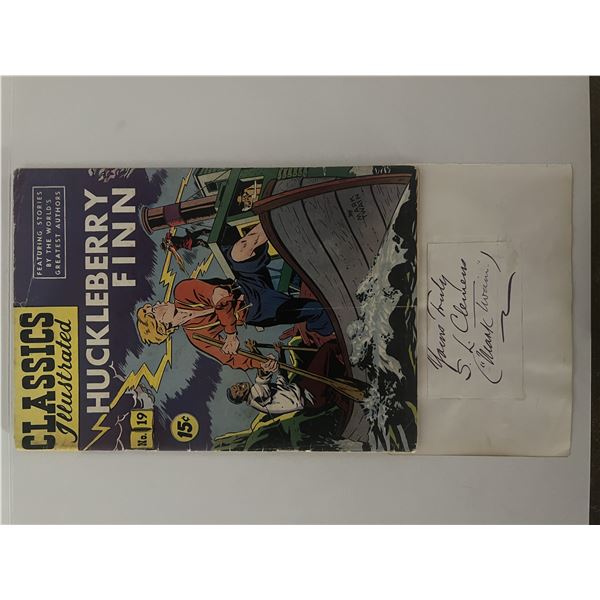 FEATURING STORIES
BY THE WORLD'S
GREATEST AUTHORS
CLASSICS
Illustrated
HUCKLEBERRY
FINN
No. 19
15¢
Yours Truly
S. L. Clemens
("Mark Twain.")